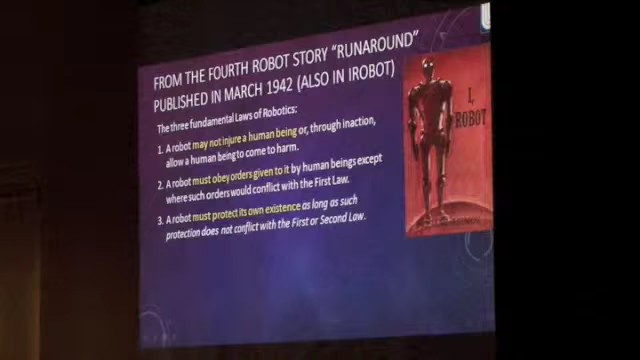 FROM THE FOURTH ROBOT STORY “RUNAROUND”
PUBLISHED IN MARCH 1942 (ALSO IN IROBOT)
The three fundamental Laws of Robotics:
1. A robot may not injure a human being or, through inaction,
allow a human being to come to harm.
2. A robot must obey orders given to it by human beings except
where such orders would conflict with the First Law.
3. A robot must protect its own existence as long as such
protection does not conflict with the First or Second Law.
I,
ROBOT